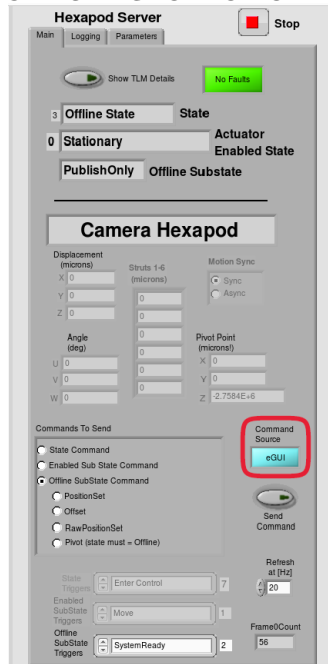 Hexapod Server
Stop
Main Logging Parameters
Show TLM Details
No Faults
3 Offline State State
0 Stationary Actuator Enabled State
PublishOnly Offline Substate
Camera Hexapod
Displacement
(microns)
Struts 1-6
(microns)
Motion Sync
X 0
Y 0
Z 0
0
0
0
0
0
0
Sync
Async
Angle
(deg)
U 0
V 0
W 0
Pivot Point
(microns!)
X 0
Y 0
Z -2.7584E+6
Commands To Send
State Command
Enabled Sub State Command
Offline SubState Command
PositionSet
Offset
RawPositionSet
Pivot (state must = Offline)
Command
Source
eGUI
Send
Command
State
Triggers
Enter Control 7
Enabled
SubState
Triggers
Move 1
Offline
SubState
Triggers
SystemReady 2
Refresh
at [Hz]
20
Frame0Count
56